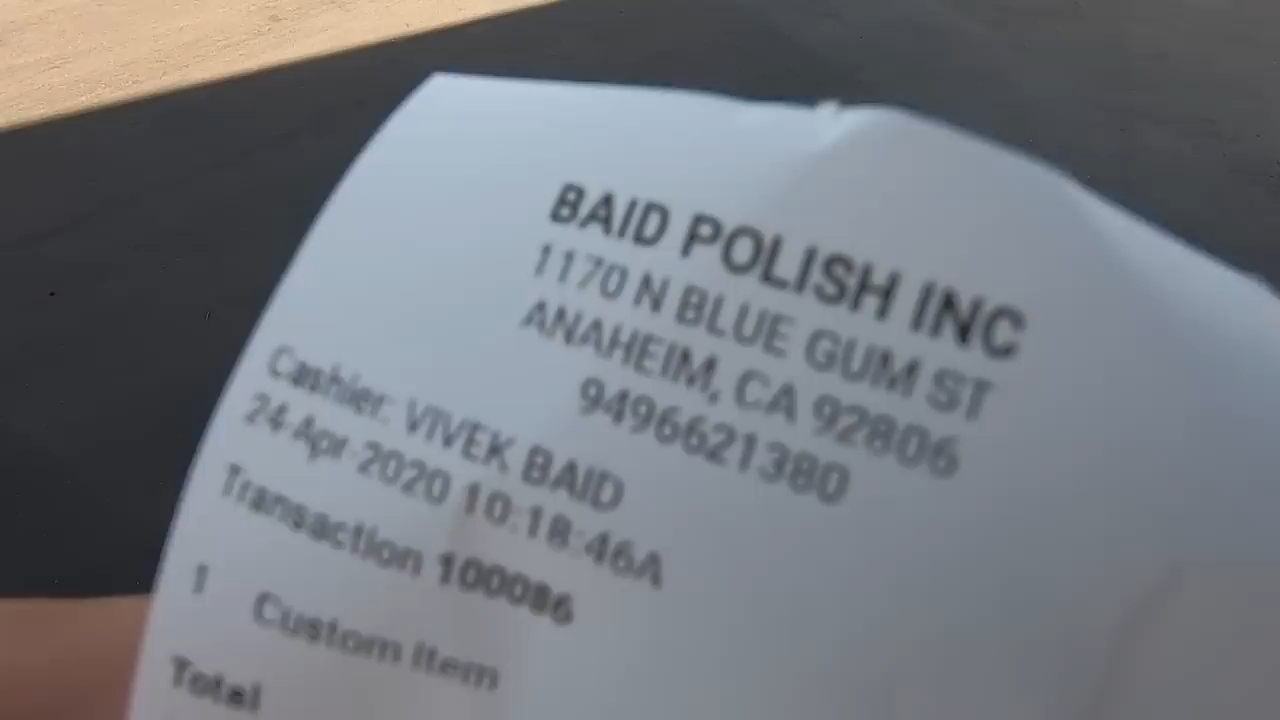 BAID POLISH INC
1170 N BLUE GUM ST
ANAHEIM, CA 92806
9496621380
Cashier: VIVEK BAID
24-Apr-2020 10:18:46A
Transaction 100086
1 Custom Item
Total